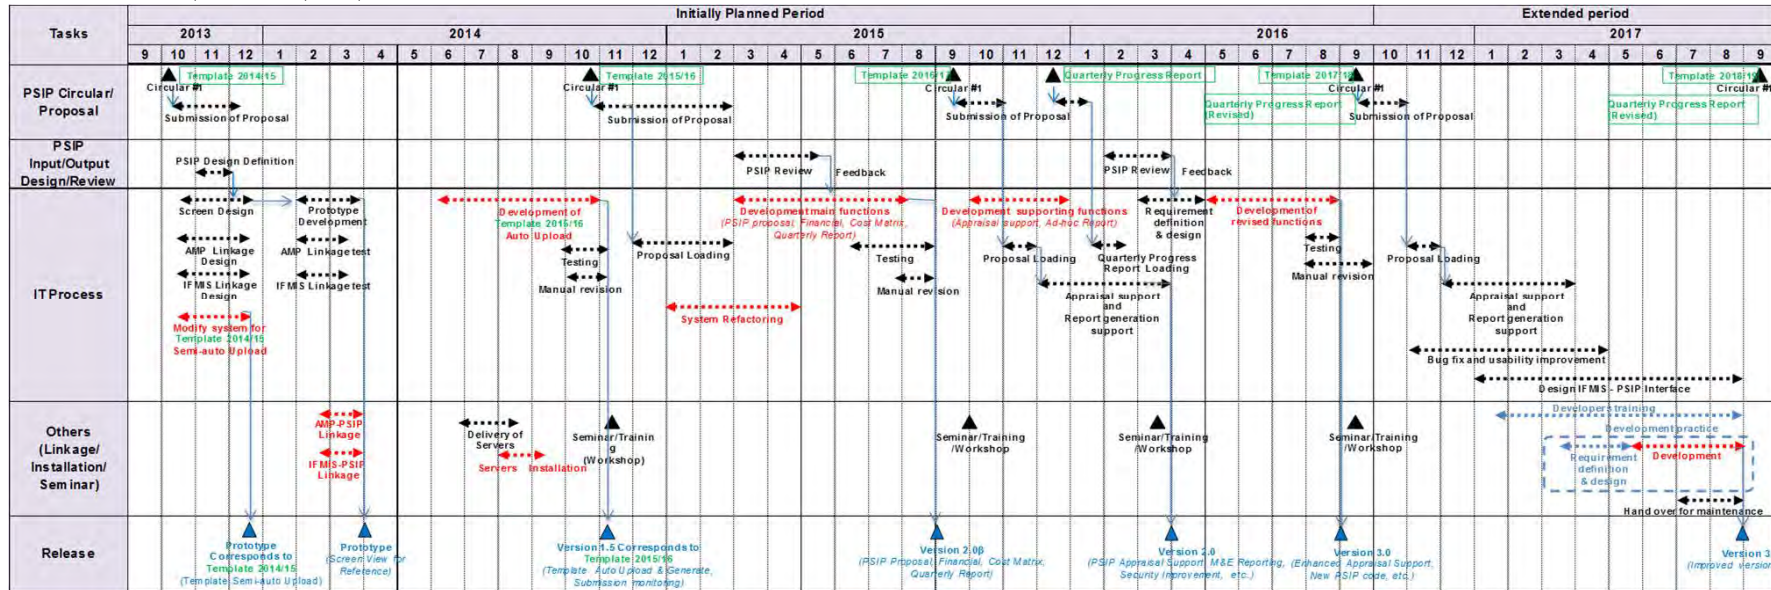 Tasks
Initially Planned Period
Extended period
2013
2014
2015
2016
2017
9 10 11 12 1 2 3 4 5 6 7 8 9 10 11 12 1 2 3 4 5 6 7 8 9 10 11 12 1 2 3 4 5 6 7 8 9 10 11 12 1 2 3 4 5 6 7 8 9
PSIP Circular/
Proposal
Template 2014/15
Circular #1
Submission of Proposal
Template 2015/16
Circular #1
Submission of Proposal
Template 2016/17
Circular #1
Submission of Proposal
Quarterly Progress Report
Quarterly Progress Report
(Revised)
Template 2017/18
Circular #1
Submission of Proposal
Quarterly Progress Report
(Revised)
Template 2018/19
Circular #1
PSIP
Input/Output
Design/Review
PSIP Design Definition
PSIP Review
Feedback
PSIP Review
Feedback
IT Process
Screen Design
Prototype
Development
AMP Linkage
Design
AMP Linkage test
IFMIS Linkage
Design
IFMIS Linkage test
Modify system for
Template 2014/15
Semi-auto Upload
Development of
Template 2015/16
Auto Upload
Testing
Manual revision
Proposal Loading
System Refactoring
Development main functions
(PSIP proposal, Financial, Cost Matrix,
Quarterly Report)
Testing
Manual revision
Development supporting functions
(Appraisal support, Ad-hoc Report)
Proposal Loading
Quarterly Progress
Report Loading
Appraisal support
and
Report generation
support
Requirement
definition
& design
Development of
revised functions
Testing
Manual revision
Proposal Loading
Appraisal support
and
Report generation
support
Bug fix and usability improvement
Design IFMIS - PSIP Interface
Others
(Linkage/
Installation/
Seminar)
AMP-PSIP
Linkage
IFMIS-PSIP
Linkage
Delivery of
Servers
Servers Installation
Seminar/Trainin
g
(Workshop)
Seminar/Training
/Workshop
Seminar/Training
/Workshop
Seminar/Training
/Workshop
Developers training
Development practice
Requirement
definition
& design
Development
Hand over for maintenance
Release
Prototype
Corresponds to
Template 2014/15
(Template Semi-auto Upload)
Prototype
(Screen View for
Reference)
Version 1.5 Corresponds to
Template 2015/16
(Template Auto Upload & Generate,
Submission monitoring)
Version 2.0β
(PSIP Proposal, Financial, Cost Matrix,
Quarterly Report)
Version 2.0
(PSIP Appraisal Support, M&E Reporting,
Security Improvement, etc.)
Version 3.0
(Enhanced Appraisal Support,
New PSIP code, etc.)
Version 3
(Improved version